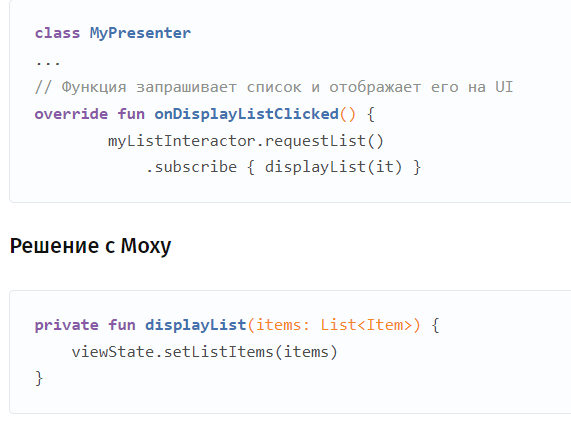 class MyPresenter
...
// Функция запрашивает список и отображает его на UI
override fun onDisplayListClicked() {
        myListInteractor.requestList()
            .subscribe { displayList(it) }
Решение с Moxy
private fun displayList(items: List<Item>) {
    viewState.setListItems(items)
}